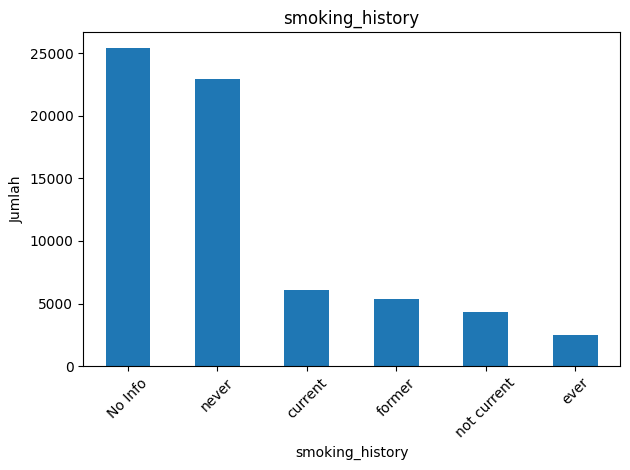 smoking_history
25000
20000
15000
10000
5000
0
Jumlah
No Info
never
current
former
not current
ever
smoking_history